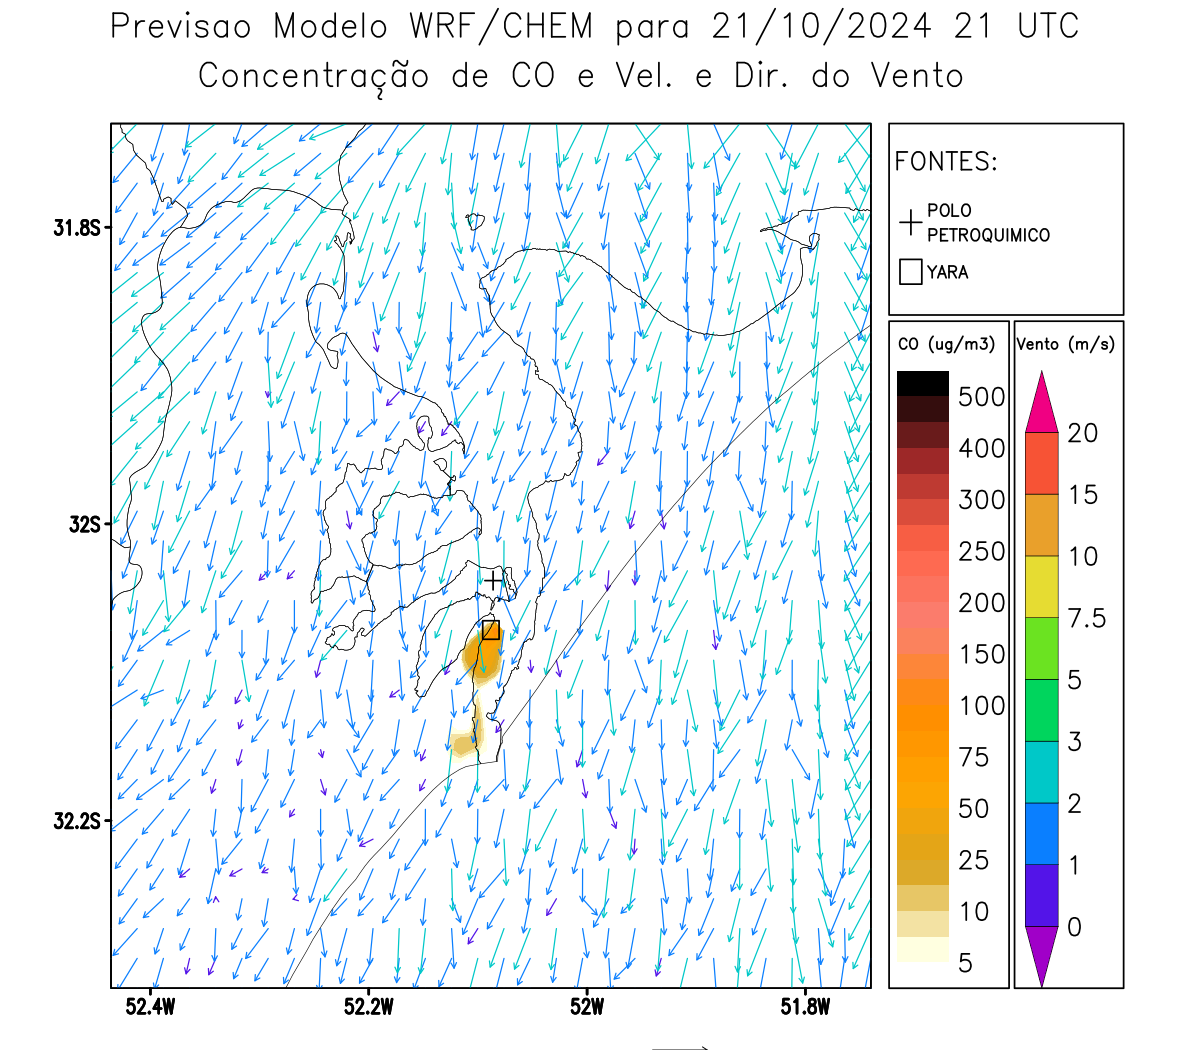 Previsao Modelo WRF/CHEM para 21/10/2024 21 UTC
Concentração de CO e Vel. e Dir. do Vento
FONTES:
POLO
PETROQUIMICO
YARA
CO (ug/m3)
500
400
300
250
200
150
100
75
50
25
10
5
Vento (m/s)
20
15
10
7.5
5
3
2
1
0
31.8S
32S
32.2S
52.4W
52.2W
52W
51.8W